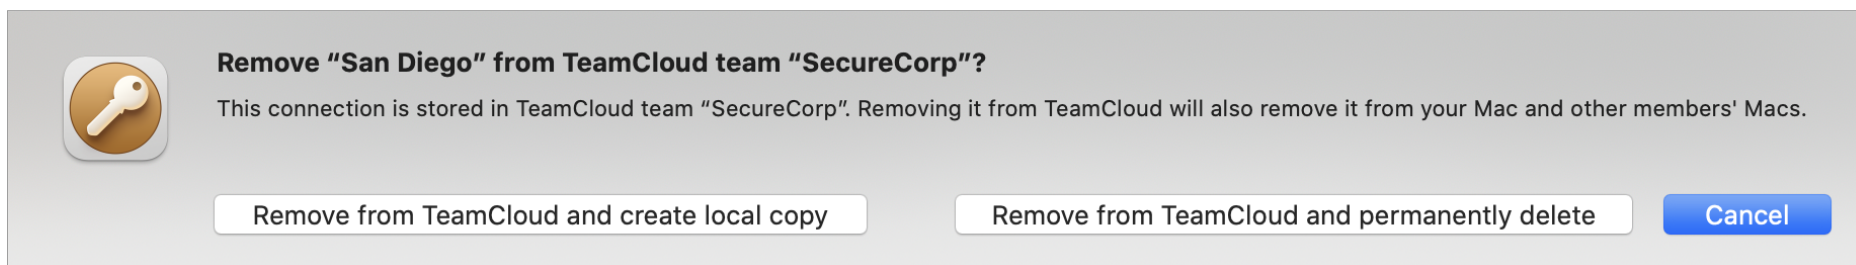 Remove “San Diego” from TeamCloud team “SecureCorp”?
This connection is stored in TeamCloud team “SecureCorp”. Removing it from TeamCloud will also remove it from your Mac and other members' Macs.
Remove from TeamCloud and create local copy
Remove from TeamCloud and permanently delete
Cancel